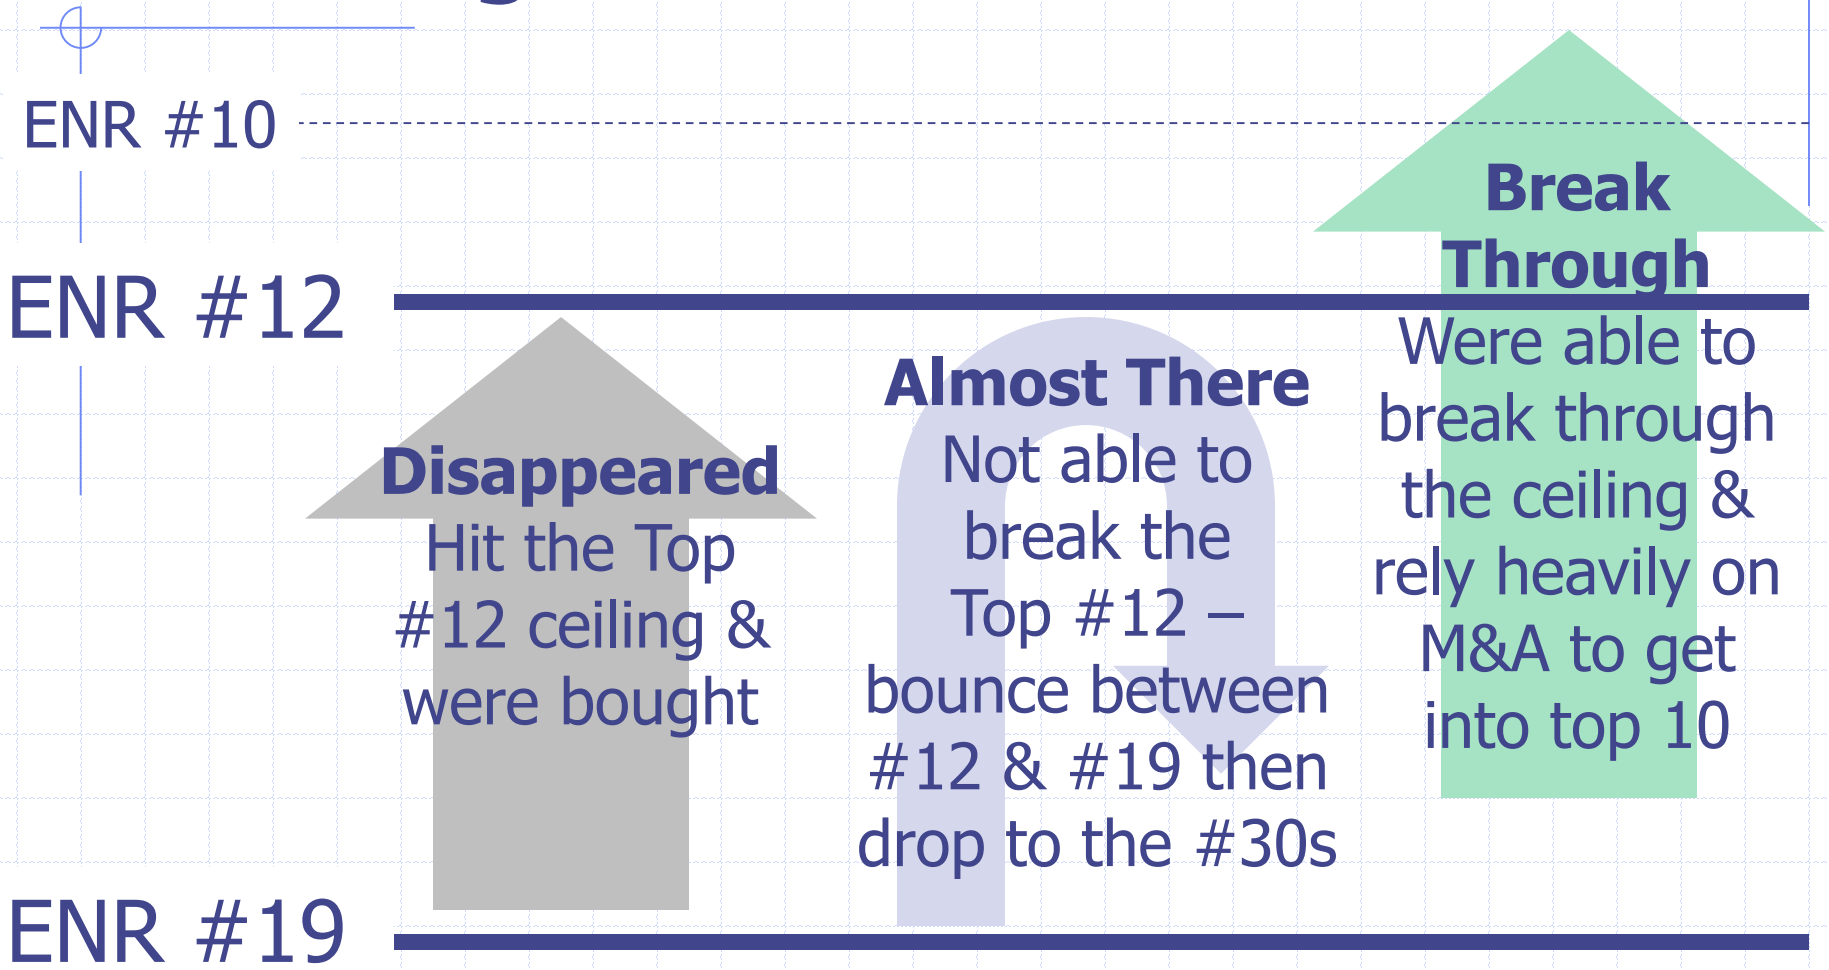 ENR #10
ENR #12
ENR #19
Disappeared
Hit the Top
#12 ceiling &
were bought
Almost There
Not able to
break the
Top #12 –
bounce between
#12 & #19 then
drop to the #30s
Break
Through
Were able to
break through
the ceiling &
rely heavily on
M&A to get
into top 10